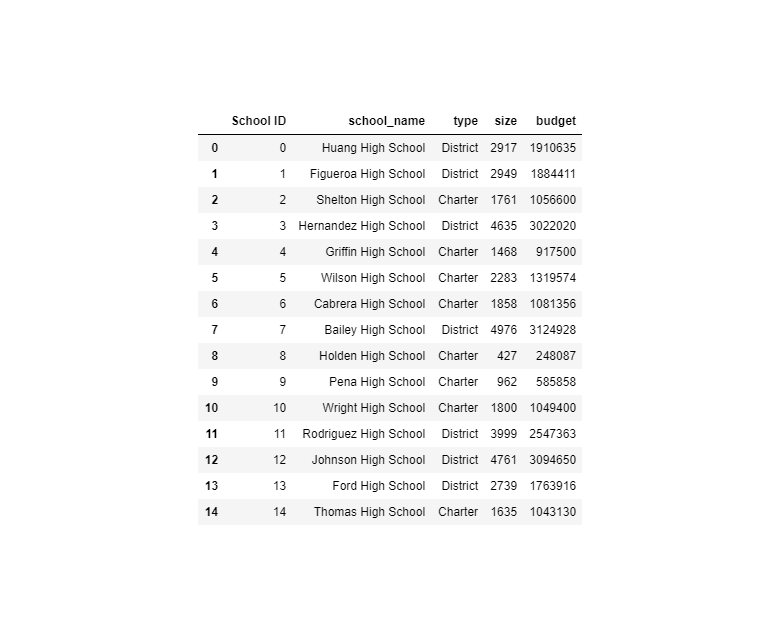 School ID school_name type size budget
0 0 Huang High School District 2917 1910635
1 1 Figueroa High School District 2949 1884411
2 2 Shelton High School Charter 1761 1056600
3 3 Hernandez High School District 4635 3022020
4 4 Griffin High School Charter 1468 917500
5 5 Wilson High School Charter 2283 1319574
6 6 Cabrera High School Charter 1858 1081356
7 7 Bailey High School District 4976 3124928
8 8 Holden High School Charter 427 248087
9 9 Pena High School Charter 962 585858
10 10 Wright High School Charter 1800 1049400
11 11 Rodriguez High School District 3999 2547363
12 12 Johnson High School District 4761 3094650
13 13 Ford High School District 2739 1763916
14 14 Thomas High School Charter 1635 1043130